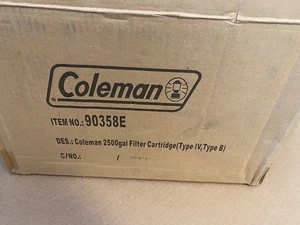 Coleman
ITEM NO.: 90358E
DES.: Coleman 2500gal Filter Cartridge(Type IV,Type B)
C/NO.: /